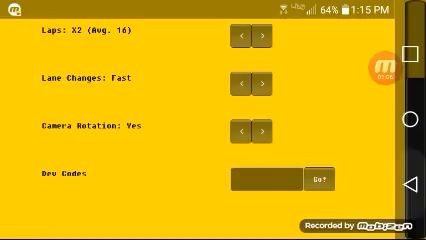 64% 1:15 PM
Laps: X2 (Avg. 16)
< >
Lane Changes: Fast
< >
Camera Rotation: Yes
< >
Dev Codes
Go!
Recorded by mobizen